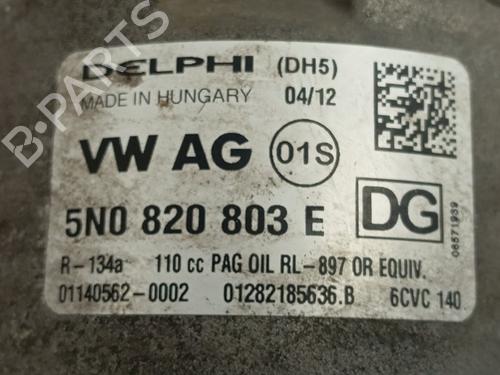 DELPHI (DH5)
MADE IN HUNGARY 04/12
VW AG 01S
5N0 820 803 E DG
06571939
R-134a 110 cc PAG OIL RL-897 OR EQUIV.
01140562-0002 01282185636.B 6CVC 140
B-PARTS